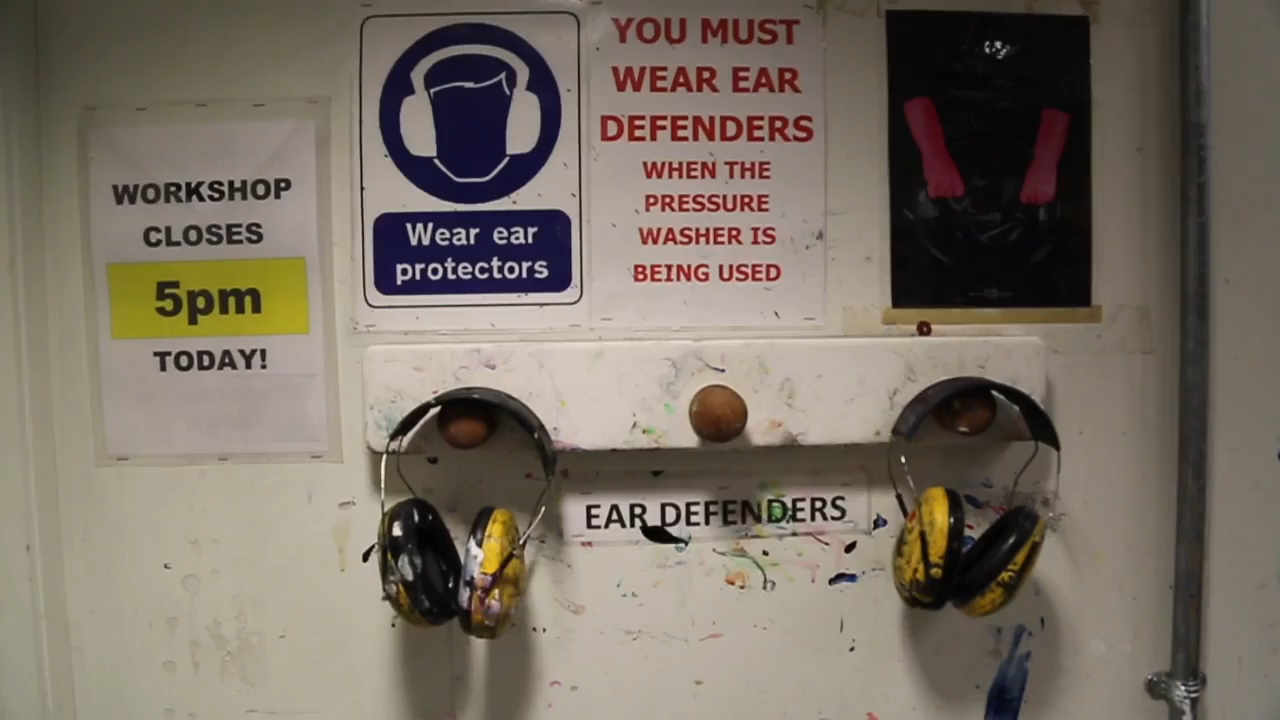 WORKSHOP
CLOSES
5pm
TODAY!
Wear ear
protectors
YOU MUST
WEAR EAR
DEFENDERS
WHEN THE
PRESSURE
WASHER IS
BEING USED
EAR DEFENDERS